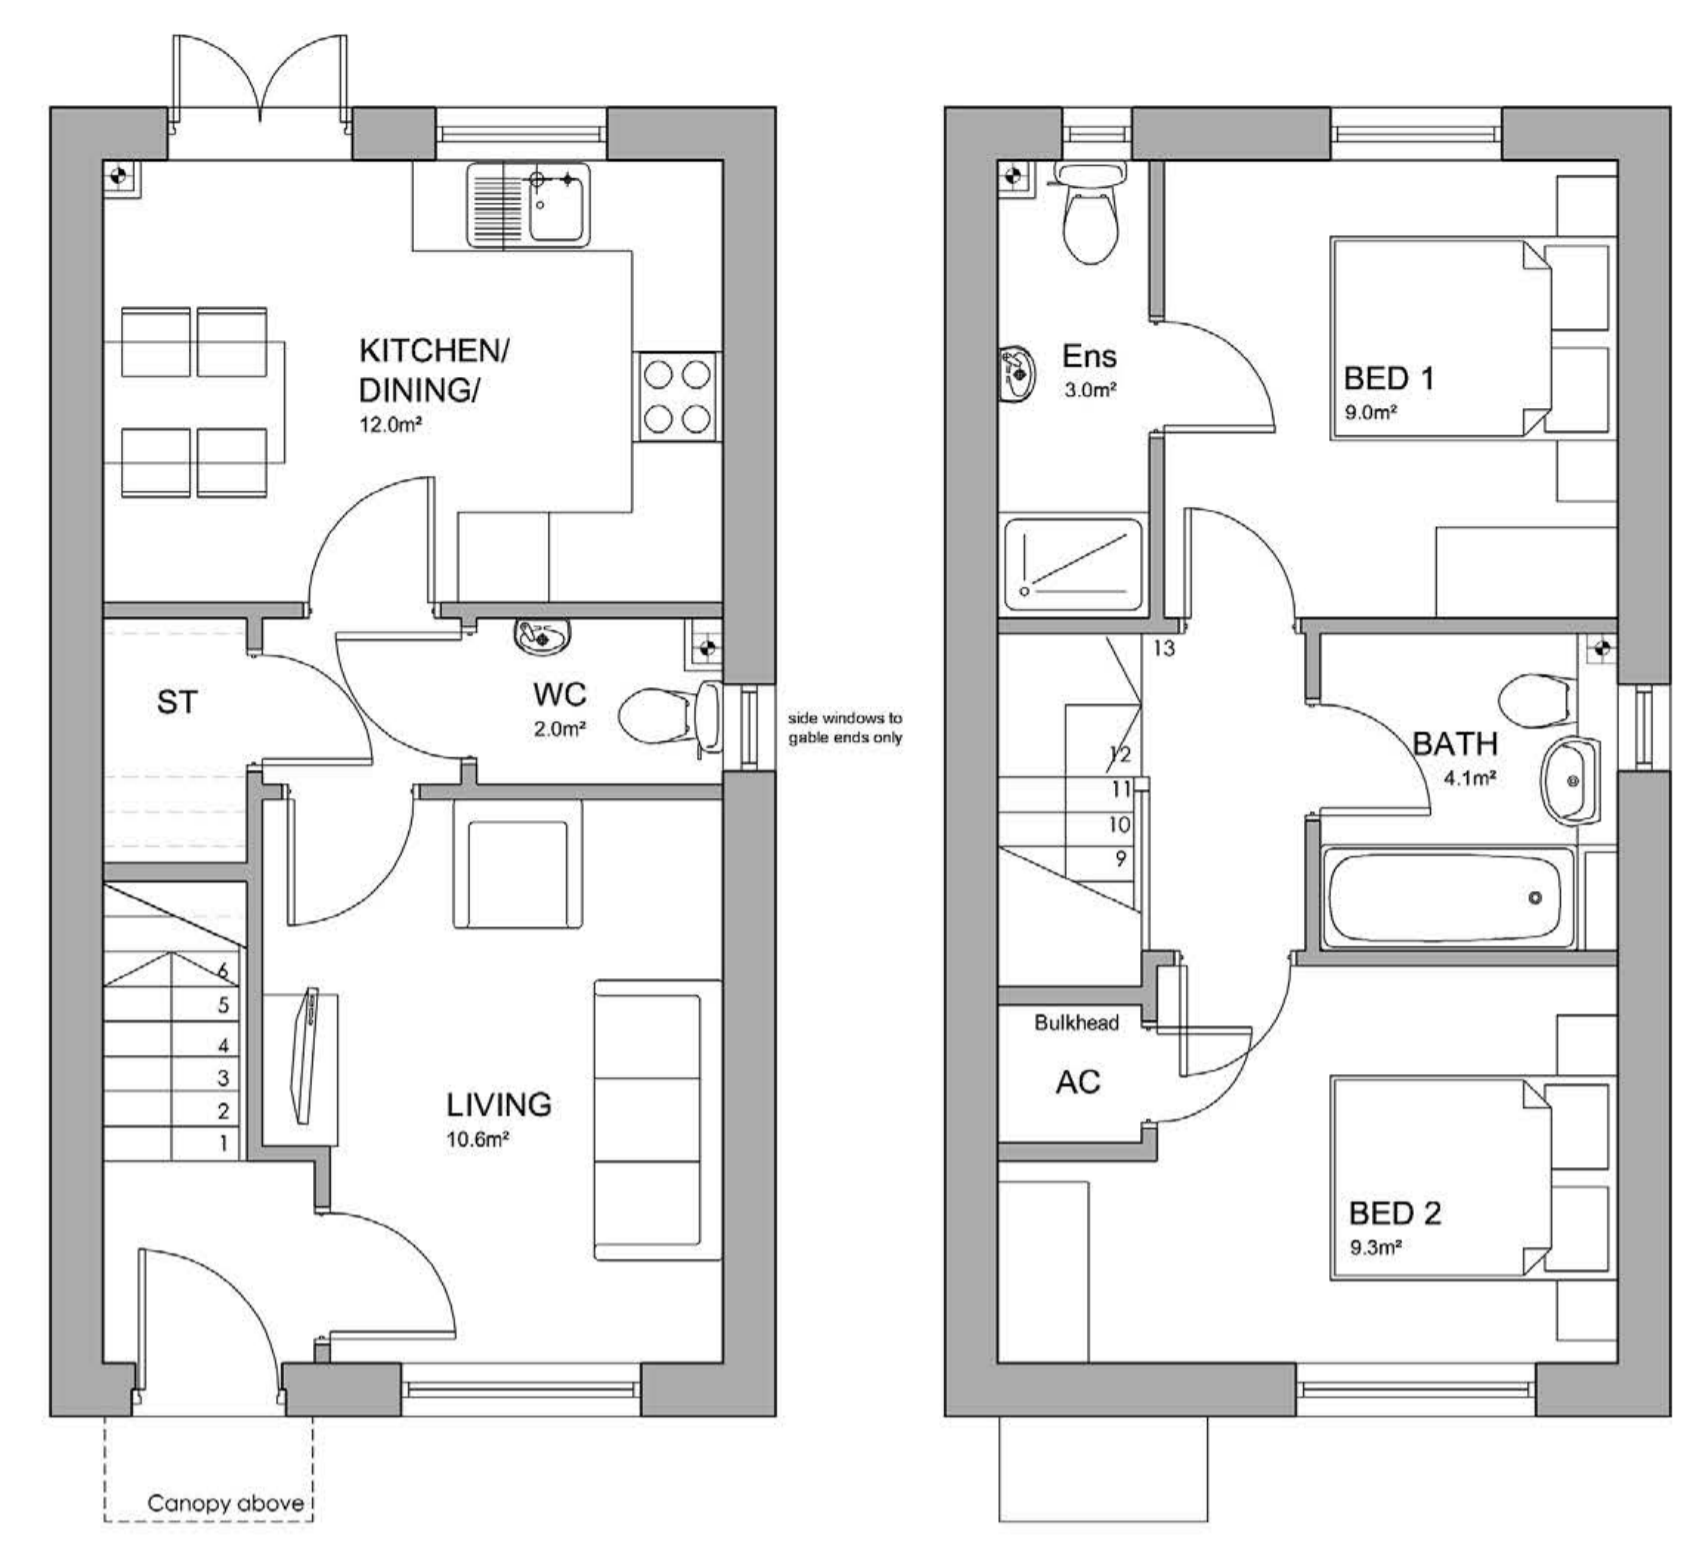 KITCHEN/
DINING/
12.0m²
ST
WC
2.0m²
side windows to
gable ends only
6
5
4
3
2
1
LIVING
10.6m²
Canopy above
Ens
3.0m²
BED 1
9.0m²
13
12
11
10
9
BATH
4.1m²
Bulkhead
AC
BED 2
9.3m²